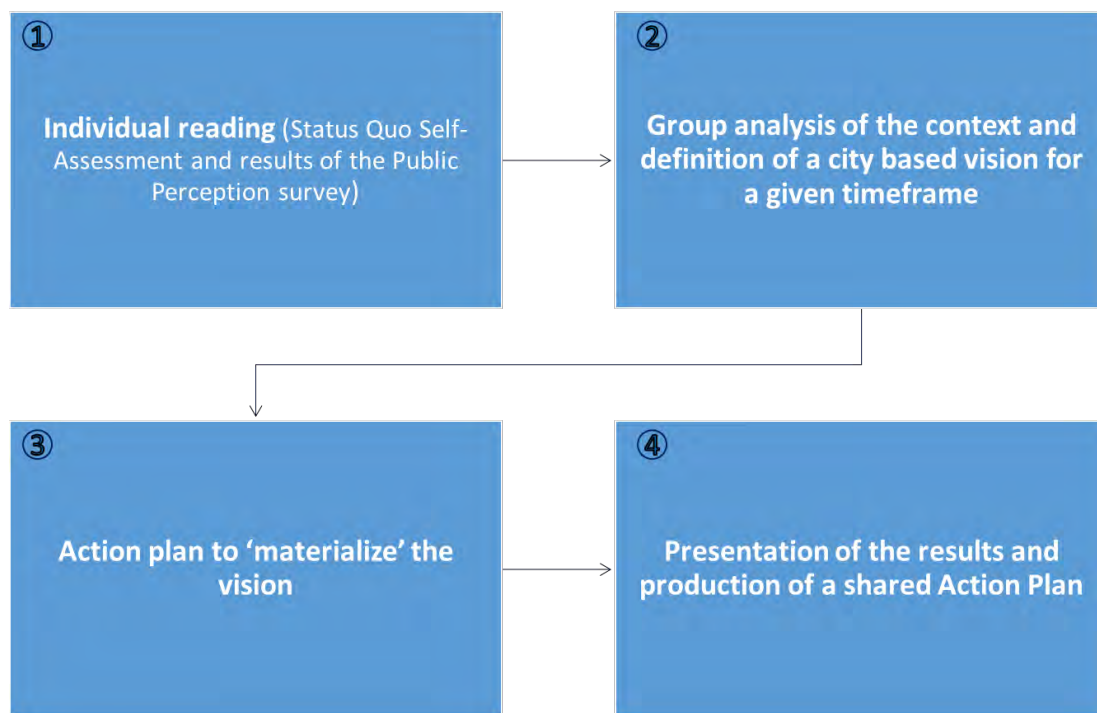 ①
Individual reading (Status Quo Self-
Assessment and results of the Public
Perception survey)
②
Group analysis of the context and
definition of a city based vision for
a given timeframe
③
Action plan to ‘materialize’ the
vision
④
Presentation of the results and
production of a shared Action Plan